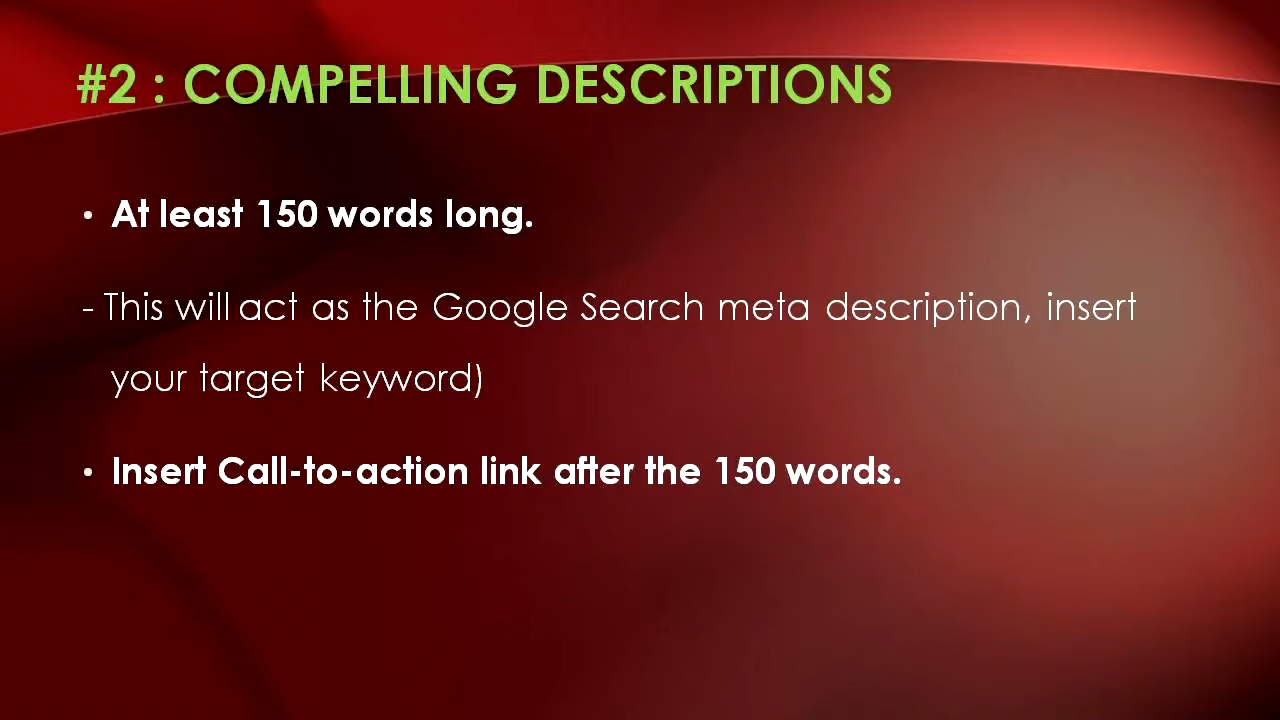 #2 : COMPELLING DESCRIPTIONS
• At least 150 words long.
- This will act as the Google Search meta description, insert
your target keyword)
• Insert Call-to-action link after the 150 words.